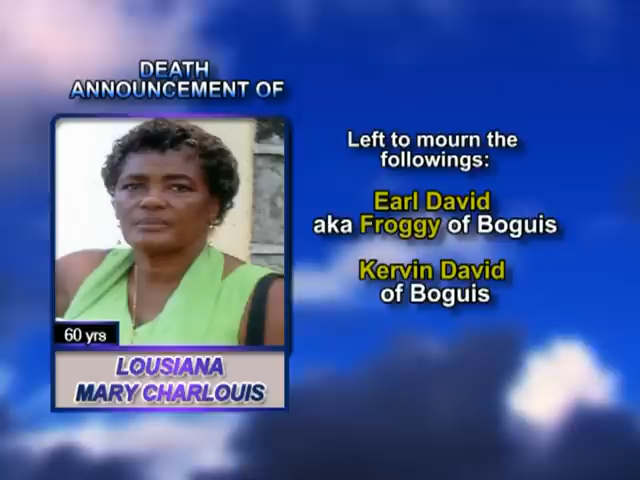 DEATH
ANNOUNCEMENT OF
60 yrs
LOUSIANA
MARY CHARLOUIS
Left to mourn the
followings:
Earl David
aka Froggy of Boguis
Kervin David
of Boguis